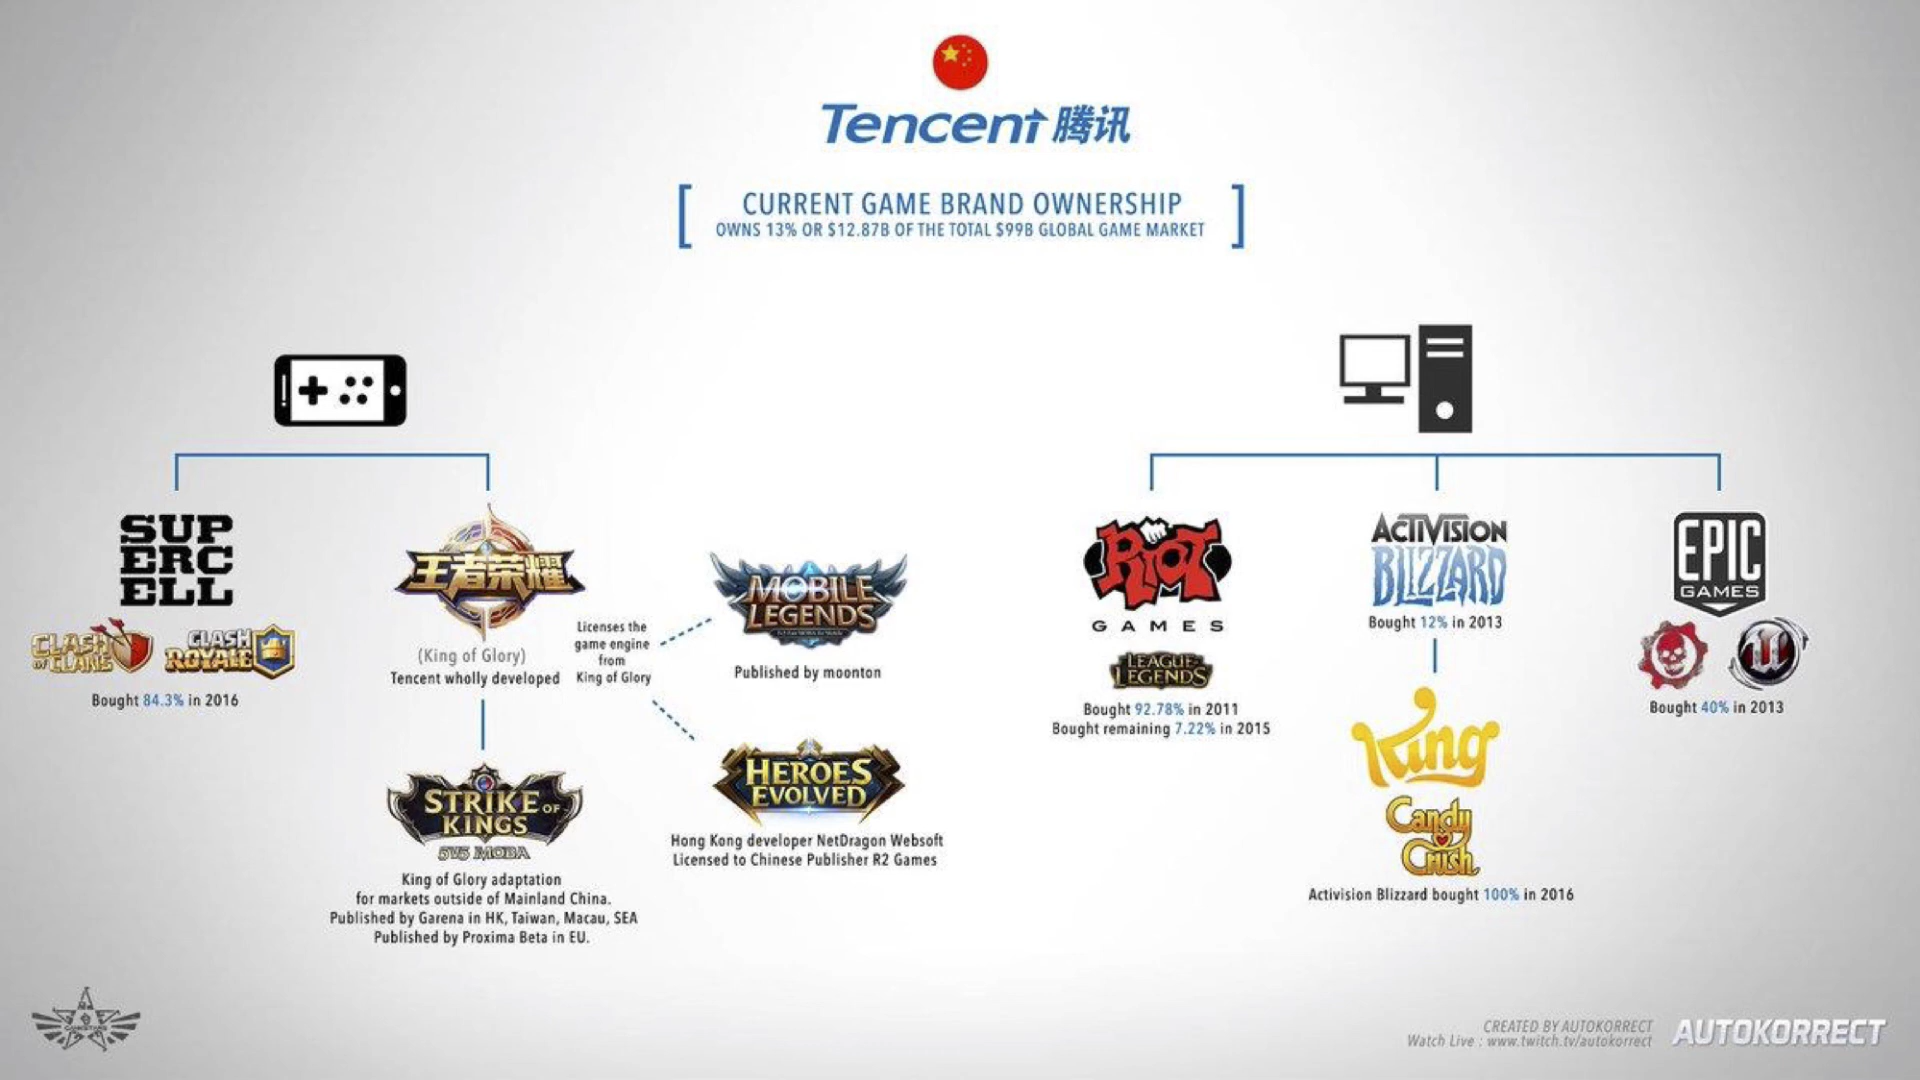 Tencent 腾讯
CURRENT GAME BRAND OWNERSHIP
OWNS 13% OR $12.87B OF THE TOTAL $99B GLOBAL GAME MARKET
SUP
ERC
ELL
CLASH
OF CLANS
CLASH
ROYALE
Bought 84.3% in 2016
王者荣耀
(King of Glory)
Tencent wholly developed
Licenses the
game engine
from
King of Glory
MOBILE
LEGENDS
Published by moonton
STRIKE OF
KINGS
5V5 MOBA
King of Glory adaptation
for markets outside of Mainland China.
Published by Garena in HK, Taiwan, Macau, SEA
Published by Proxima Beta in EU.
HEROES
EVOLVED
Hong Kong developer NetDragon Websoft
Licensed to Chinese Publisher R2 Games
RIOT
GAMES
LEAGUE
LEGENDS
Bought 92.78% in 2011
Bought remaining 7.22% in 2015
ACTIVISION
BLIZZARD
Bought 12% in 2013
King
Candy
Crush
Activision Blizzard bought 100% in 2016
EPIC
GAMES
Bought 40% in 2013
CREATED BY AUTOKORRECT
Watch Live : www.twitch.tv/autokorrect
AUTOKORRECT